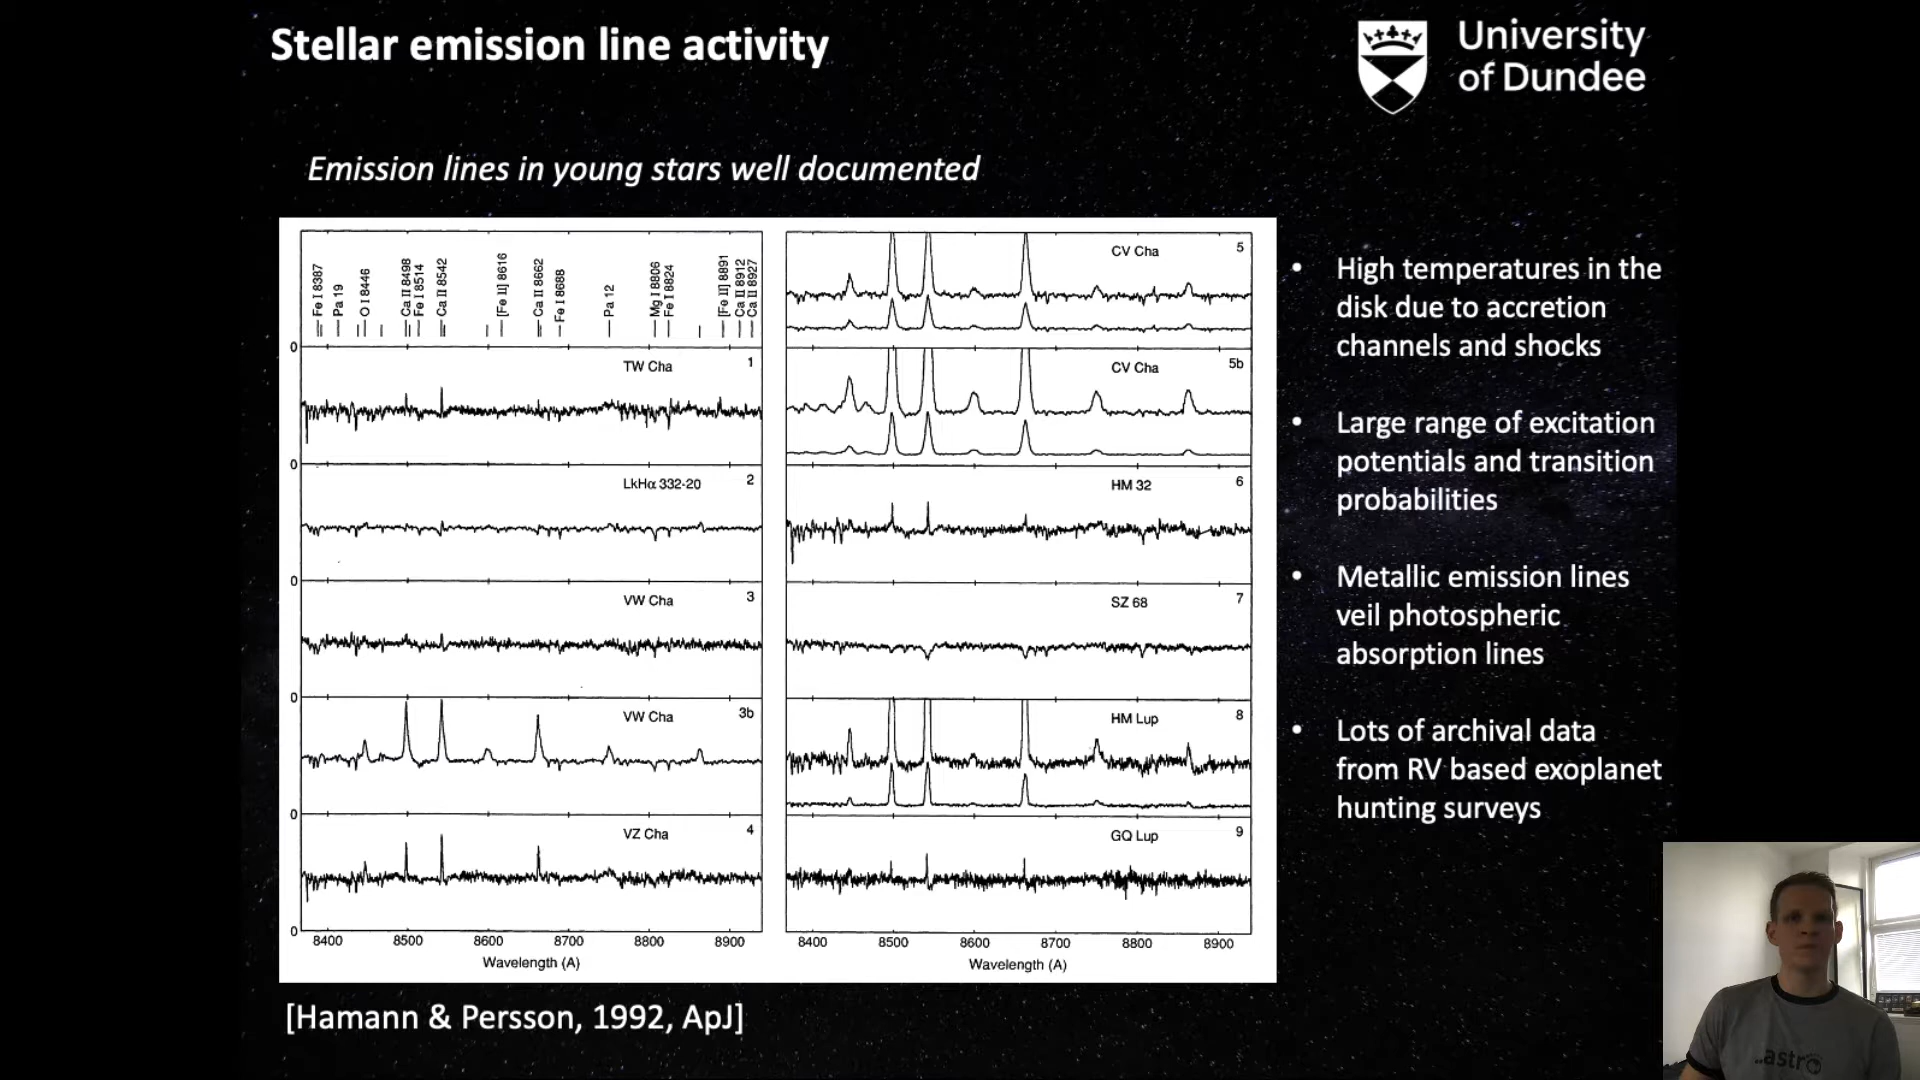 Stellar emission line activity
University
of Dundee
Emission lines in young stars well documented
Fe I 8387
Pa 19
O I 8446
Ca II 8498
Fe I 8514
Ca II 8542
[Fe II] 8616
Ca II 8662
Fe I 8688
Pa 12
Mg I 8806
Fe I 8824
[Fe II] 8891
Ca II 8912
Ca II 8927
0
TW Cha 1
0
LkHα 332-20 2
0
VW Cha 3
0
VW Cha 3b
0
VZ Cha 4
0
8400 8500 8600 8700 8800 8900
Wavelength (A)
CV Cha 5
CV Cha 5b
HM 32 6
SZ 68 7
HM Lup 8
GQ Lup 9
8400 8500 8600 8700 8800 8900
Wavelength (A)
[Hamann & Persson, 1992, ApJ]
• High temperatures in the
disk due to accretion
channels and shocks
• Large range of excitation
potentials and transition
probabilities
• Metallic emission lines
veil photospheric
absorption lines
• Lots of archival data
from RV based exoplanet
hunting surveys
..astro